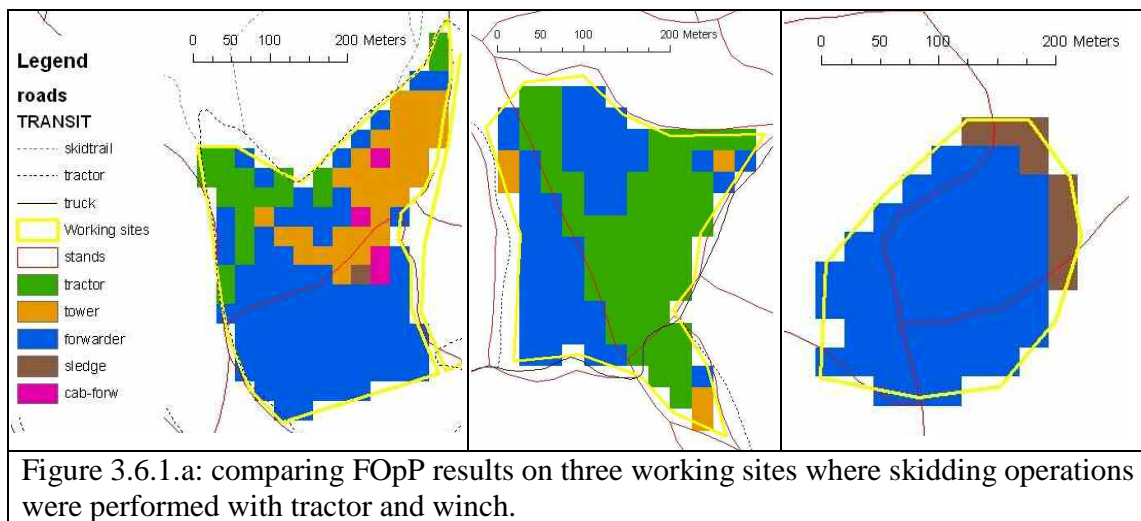 Legend
roads
TRANSIT
skidtrail
tractor
truck
Working sites
stands
tractor
tower
forwarder
sledge
cab-forw
0 50 100 200 Meters
0 50 100 200 Meters
0 50 100 200 Meters
Figure 3.6.1.a: comparing FOpP results on three working sites where skidding operations
were performed with tractor and winch.